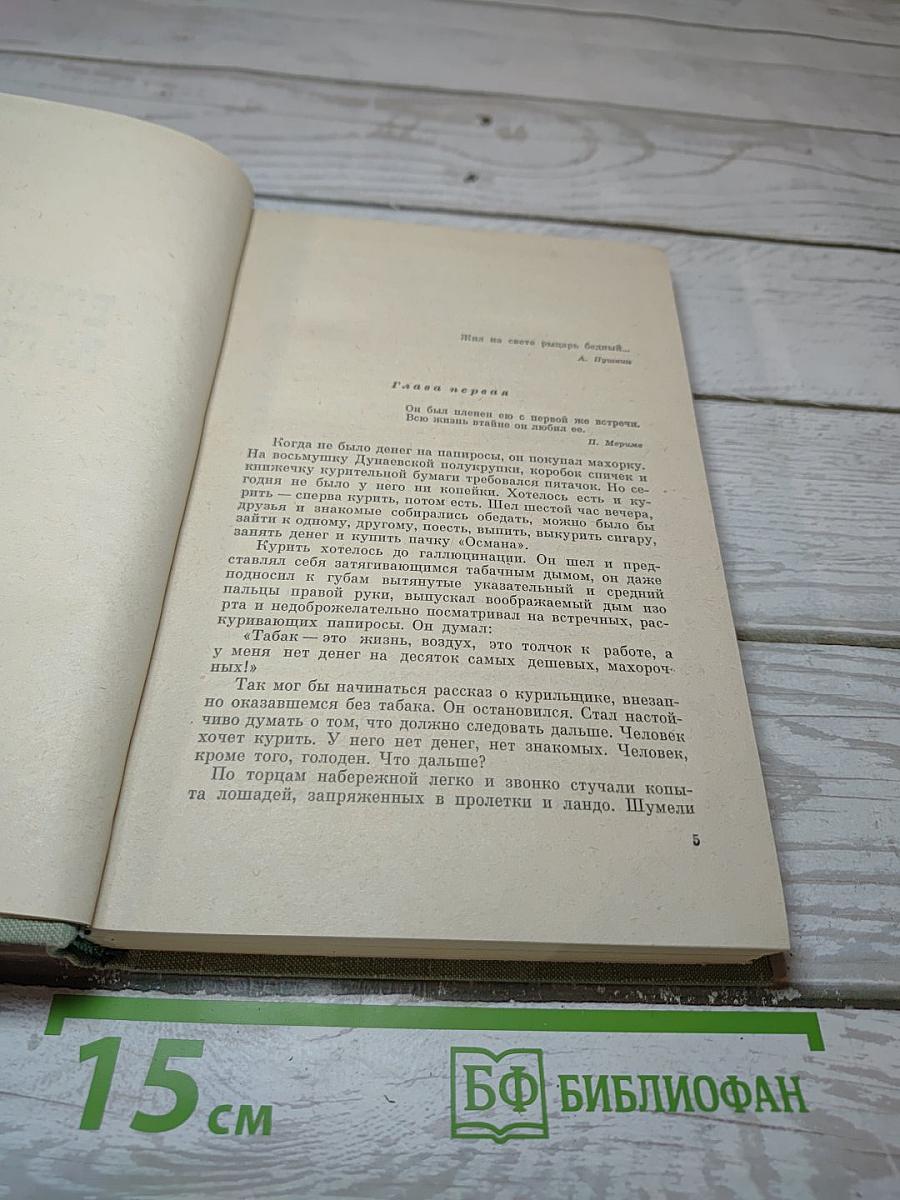 Жил на свете рыцарь бедный...
А. Пушкин
Глава первая
Он был пленен ею с первой же встречи.
Всю жизнь втайне он любил ее.
П. Мериме
Когда не было денег на папиросы, он покупал махорку.
На восьмушку Дунаевской полукрупки, коробок спичек и
книжечку курительной бумаги требовался пятачок. Но се-
годня не было у него ни копейки. Хотелось есть и ку-
рить — сперва курить, потом есть. Шел шестой час вечера,
друзья и знакомые собирались обедать, можно было бы
зайти к одному, другому, поесть, выпить, выкурить сигару,
занять денег и купить пачку «Османа».
Курить хотелось до галлюцинации. Он шел и пред-
ставлял себя затягивающимся табачным дымом, он даже
подносил к губам вытянутые указательный и средний
пальцы правой руки, выпускал воображаемый дым изо
рта и недоброжелательно посматривал на встречных, рас-
куривающих папиросы. Он думал:
«Табак — это жизнь, воздух, это толчок к работе, а
у меня нет денег на десяток самых дешевых, махороч-
ных!»
Так мог бы начинаться рассказ о курильщике, внезап-
но оказавшемся без табака. Он остановился. Стал настой-
чиво думать о том, что должно следовать дальше. Человек
хочет курить. У него нет денег, нет знакомых. Человек,
кроме того, голоден. Что дальше?
По торцам набережной легко и звонко стучали копы-
та лошадей, запряженных в пролетки и ландо. Шумели
5
15 см
БФ БИБЛИОФАН